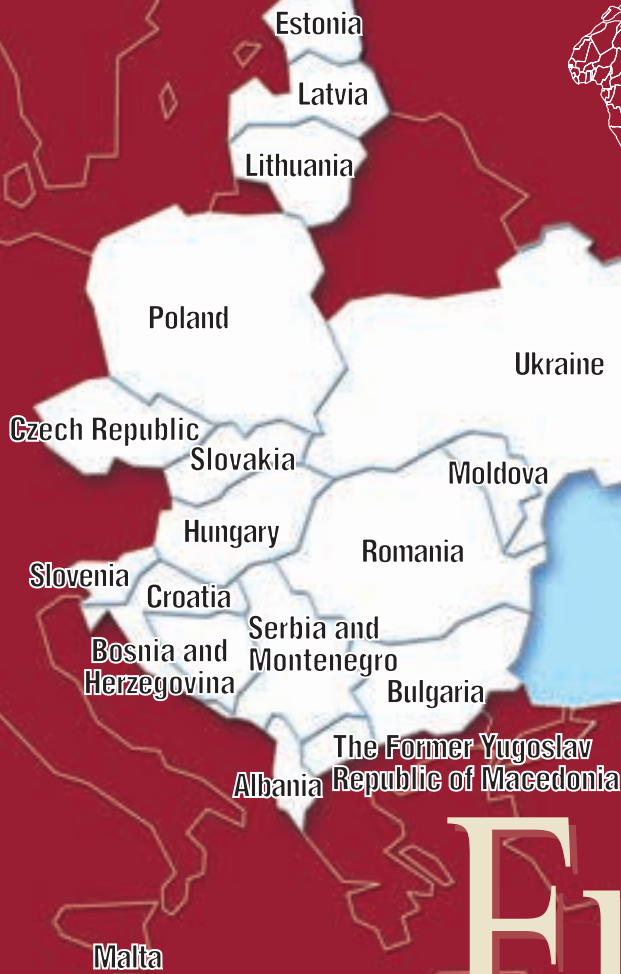 Estonia
Latvia
Lithuania
Poland
Ukraine
Czech Republic
Slovakia
Moldova
Hungary
Romania
Slovenia
Croatia
Serbia and
Montenegro
Bosnia and
Herzegovina
Bulgaria
The Former Yugoslav
Republic of Macedonia
Albania
Malta